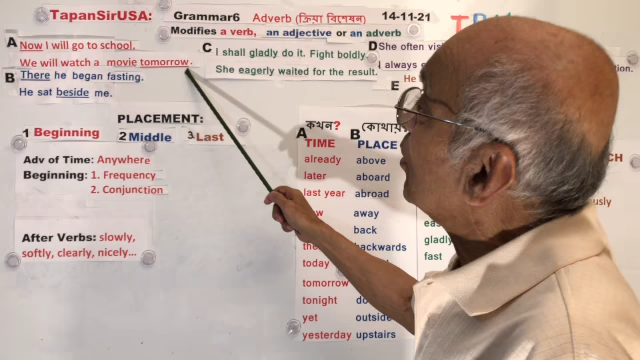 TapanSirUSA: Grammar6 Adverb (ক্রিয়া বিশেষন) 14-11-21
Modifies a verb, an adjective or an adverb
A Now I will go to school.
We will watch a movie tomorrow.
B There he began fasting.
He sat beside me.
C I shall gladly do it. Fight boldly.
She eagerly waited for the result.
D She often
I always
E He
PLACEMENT:
1 Beginning 2 Middle 3 Last
Adv of Time: Anywhere
Beginning: 1. Frequency
2. Conjunction
After Verbs: slowly,
softly, clearly, nicely...
কখন?
A TIME
already
later
last year
today
tomorrow
tonight
yet
yesterday
B PLACE
above
aboard
abroad
away
back
backwards
outside
upstairs
gladly
fast